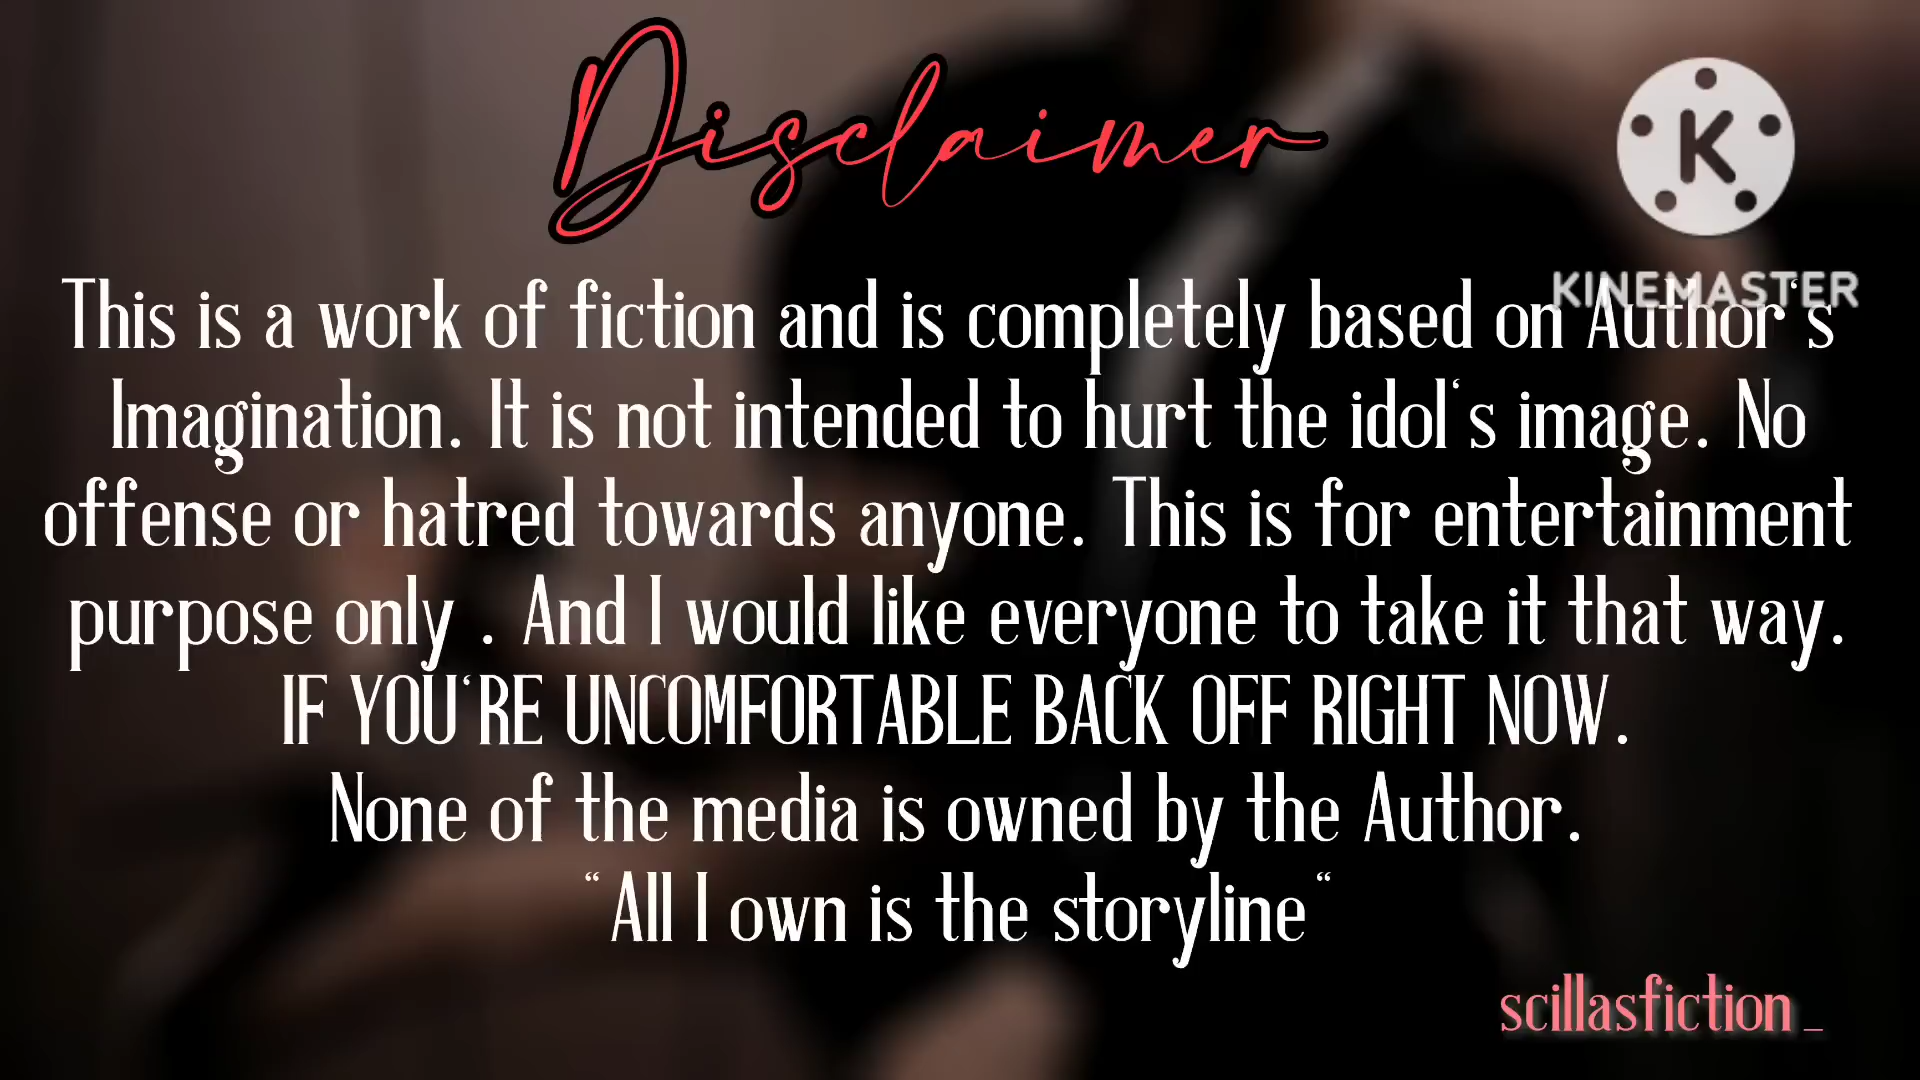 Disclaimer
K
KINEMASTER
This is a work of fiction and is completely based on Author‘s
Imagination. It is not intended to hurt the idol‘s image. No
offense or hatred towards anyone. This is for entertainment
purpose only . And I would like everyone to take it that way.
IF YOU‘RE UNCOMFORTABLE BACK OFF RIGHT NOW.
None of the media is owned by the Author.
“ All I own is the storyline “
scillasfiction _